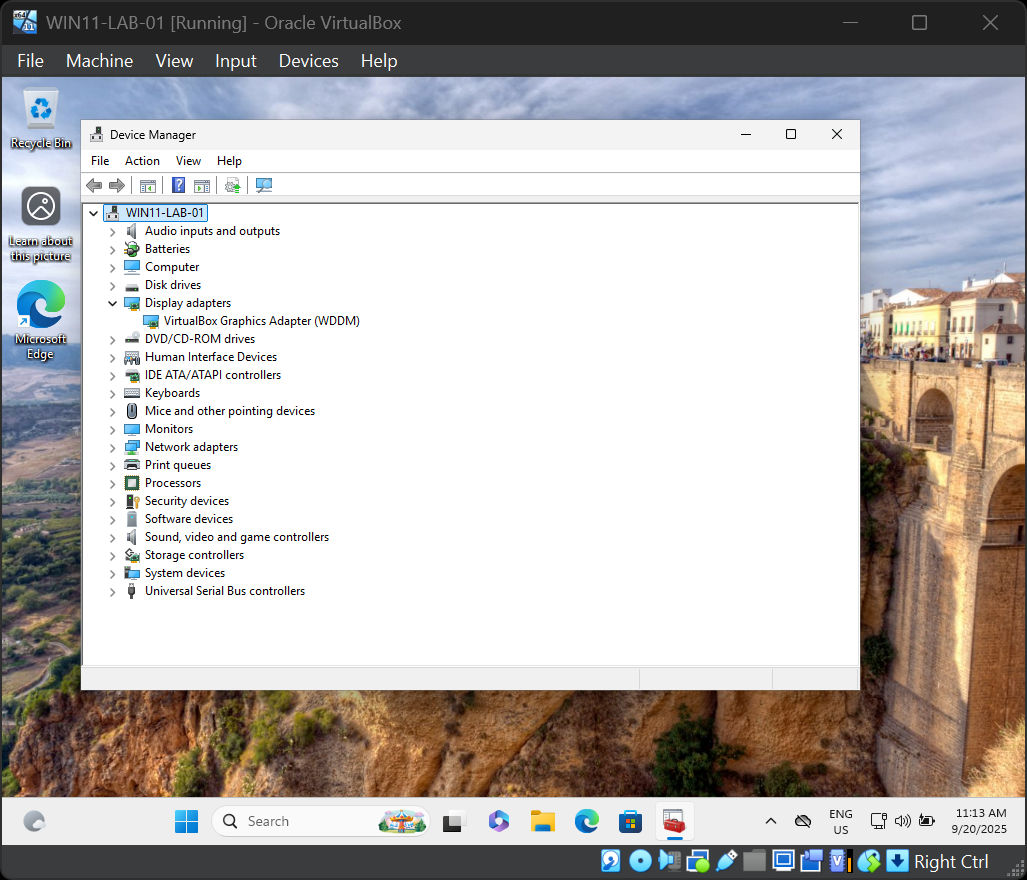 WIN11-LAB-01 [Running] - Oracle VirtualBox
File Machine View Input Devices Help
Recycle Bin
Learn about
this picture
Microsoft
Edge
Device Manager
File Action View Help
WIN11-LAB-01
Audio inputs and outputs
Batteries
Computer
Disk drives
Display adapters
VirtualBox Graphics Adapter (WDDM)
DVD/CD-ROM drives
Human Interface Devices
IDE ATA/ATAPI controllers
Keyboards
Mice and other pointing devices
Monitors
Network adapters
Print queues
Processors
Security devices
Software devices
Sound, video and game controllers
Storage controllers
System devices
Universal Serial Bus controllers
Search
ENG
US
11:13 AM
9/20/2025
Right Ctrl